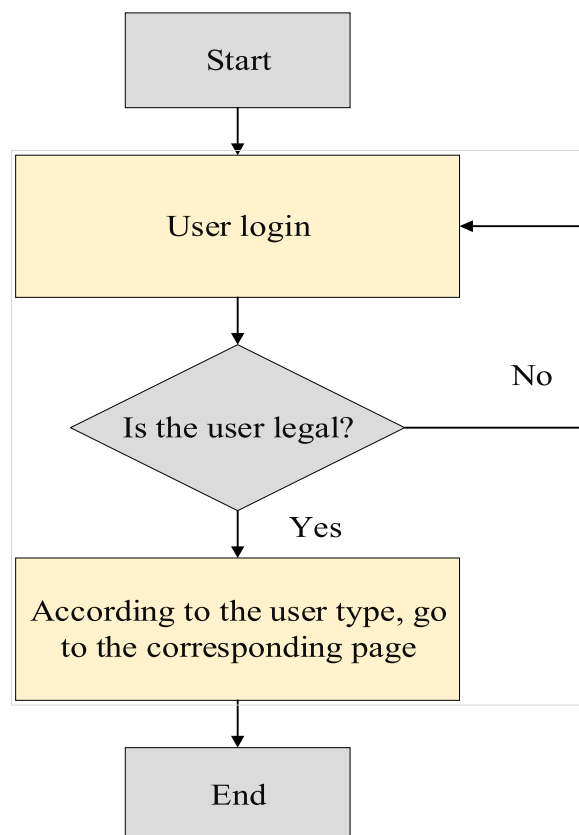 Start
User login
No
Is the user legal?
Yes
According to the user type, go
to the corresponding page
End